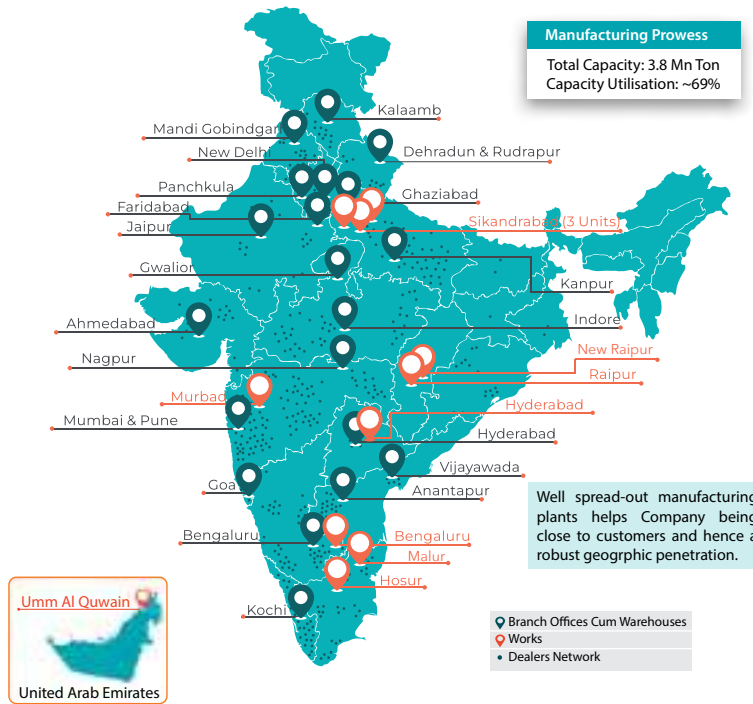 Manufacturing Prowess
Total Capacity: 3.8 Mn Ton
Capacity Utilisation: ~69%
Kalaamb
Mandi Gobindgarh
New Delhi
Dehradun & Rudrapur
Panchkula
Ghaziabad
Faridabad
Sikandrabad (3 Units)
Jaipur
Gwalior
Kanpur
Ahmedabad
Indore
Nagpur
New Raipur
Raipur
Murbad
Hyderabad
Mumbai & Pune
Hyderabad
Vijayawada
Goa
Anantapur
Well spread-out manufacturing
plants helps Company being
close to customers and hence a
robust geogrphic penetration.
Bengaluru
Bengaluru
Malur
Hosur
Umm Al Quwain
Kochi
United Arab Emirates
Branch Offices Cum Warehouses
Works
Dealers Network